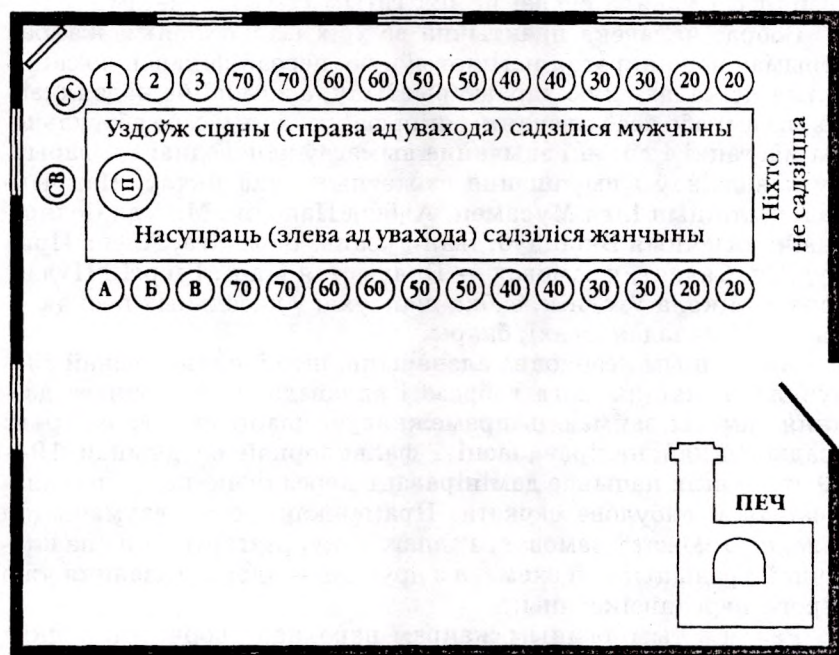 СС 1 2 3 70 70 60 60 50 50 40 40 30 30 20 20
Уздоўж сцяны (справа ад увахода) садзіліся мужчыны
СВ
П
Ніхто
не садзіцца
Насупраць (злева ад увахода) садзіліся жанчыны
А Б В 70 70 60 60 50 50 40 40 30 30 20 20
ПЕЧ